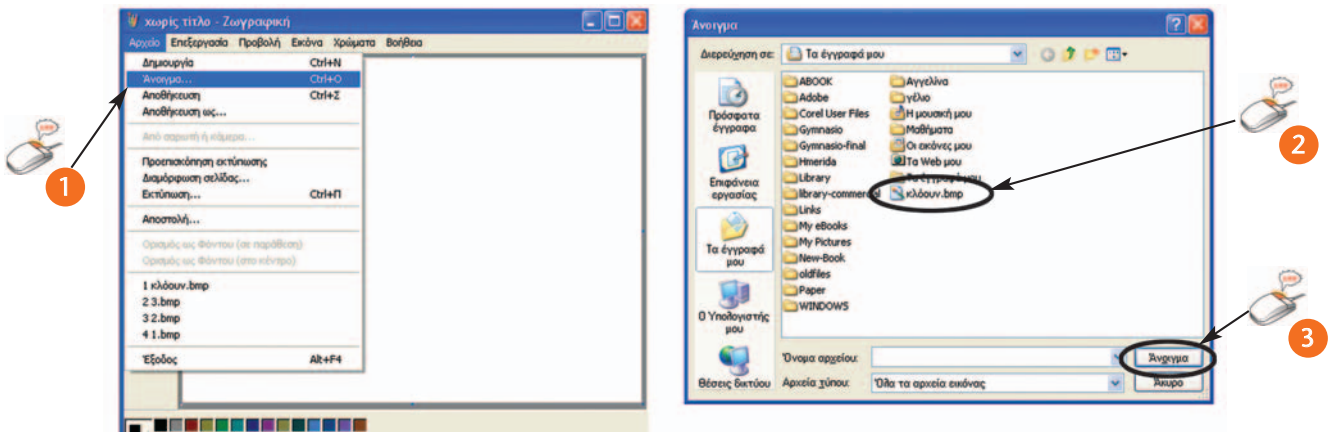 χωρίς τίτλο - Ζωγραφική
Αρχείο Επεξεργασία Προβολή Εικόνα Χρώματα Βοήθεια
Δημιουργία Ctrl+N
Άνοιγμα... Ctrl+O
Αποθήκευση Ctrl+Σ
Αποθήκευση ως...
Από σαρωτή ή κάμερα...
Προεπισκόπηση εκτύπωσης
Διαμόρφωση σελίδας...
Εκτύπωση... Ctrl+Π
Αποστολή...
Ορισμός ως Φόντου (σε παράθεση)
Ορισμός ως Φόντου (στο κέντρο)
1 κλόουν.bmp
2 3.bmp
3 2.bmp
4 1.bmp
Έξοδος Alt+F4
1
Άνοιγμα
Διερεύνηση σε: Τα έγγραφά μου
Πρόσφατα
έγγραφα
Επιφάνεια
εργασίας
Τα έγγραφά
μου
Ο Υπολογιστής
μου
Θέσεις δικτύου
ABOOK
Adobe
Corel User Files
Gymnasio
Gymnasio-final
Hmerida
Library
library-commercial
Links
My eBooks
My Pictures
New-Book
oldfiles
Paper
WINDOWS
Αγγελίνα
γέλιο
Η μουσική μου
Μαθήματα
Οι εικόνες μου
Τα Web μου
Τα έγγραφά μου
κλόουν.bmp
2
Όνομα αρχείου: Άνοιγμα
Αρχεία τύπου: Όλα τα αρχεία εικόνας Άκυρο
3